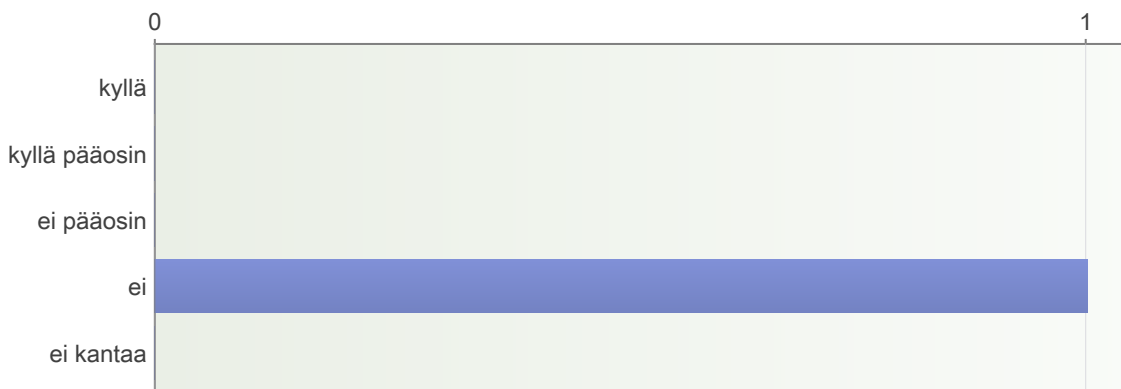 0 1
kyllä
kyllä pääosin
ei pääosin
ei
ei kantaa